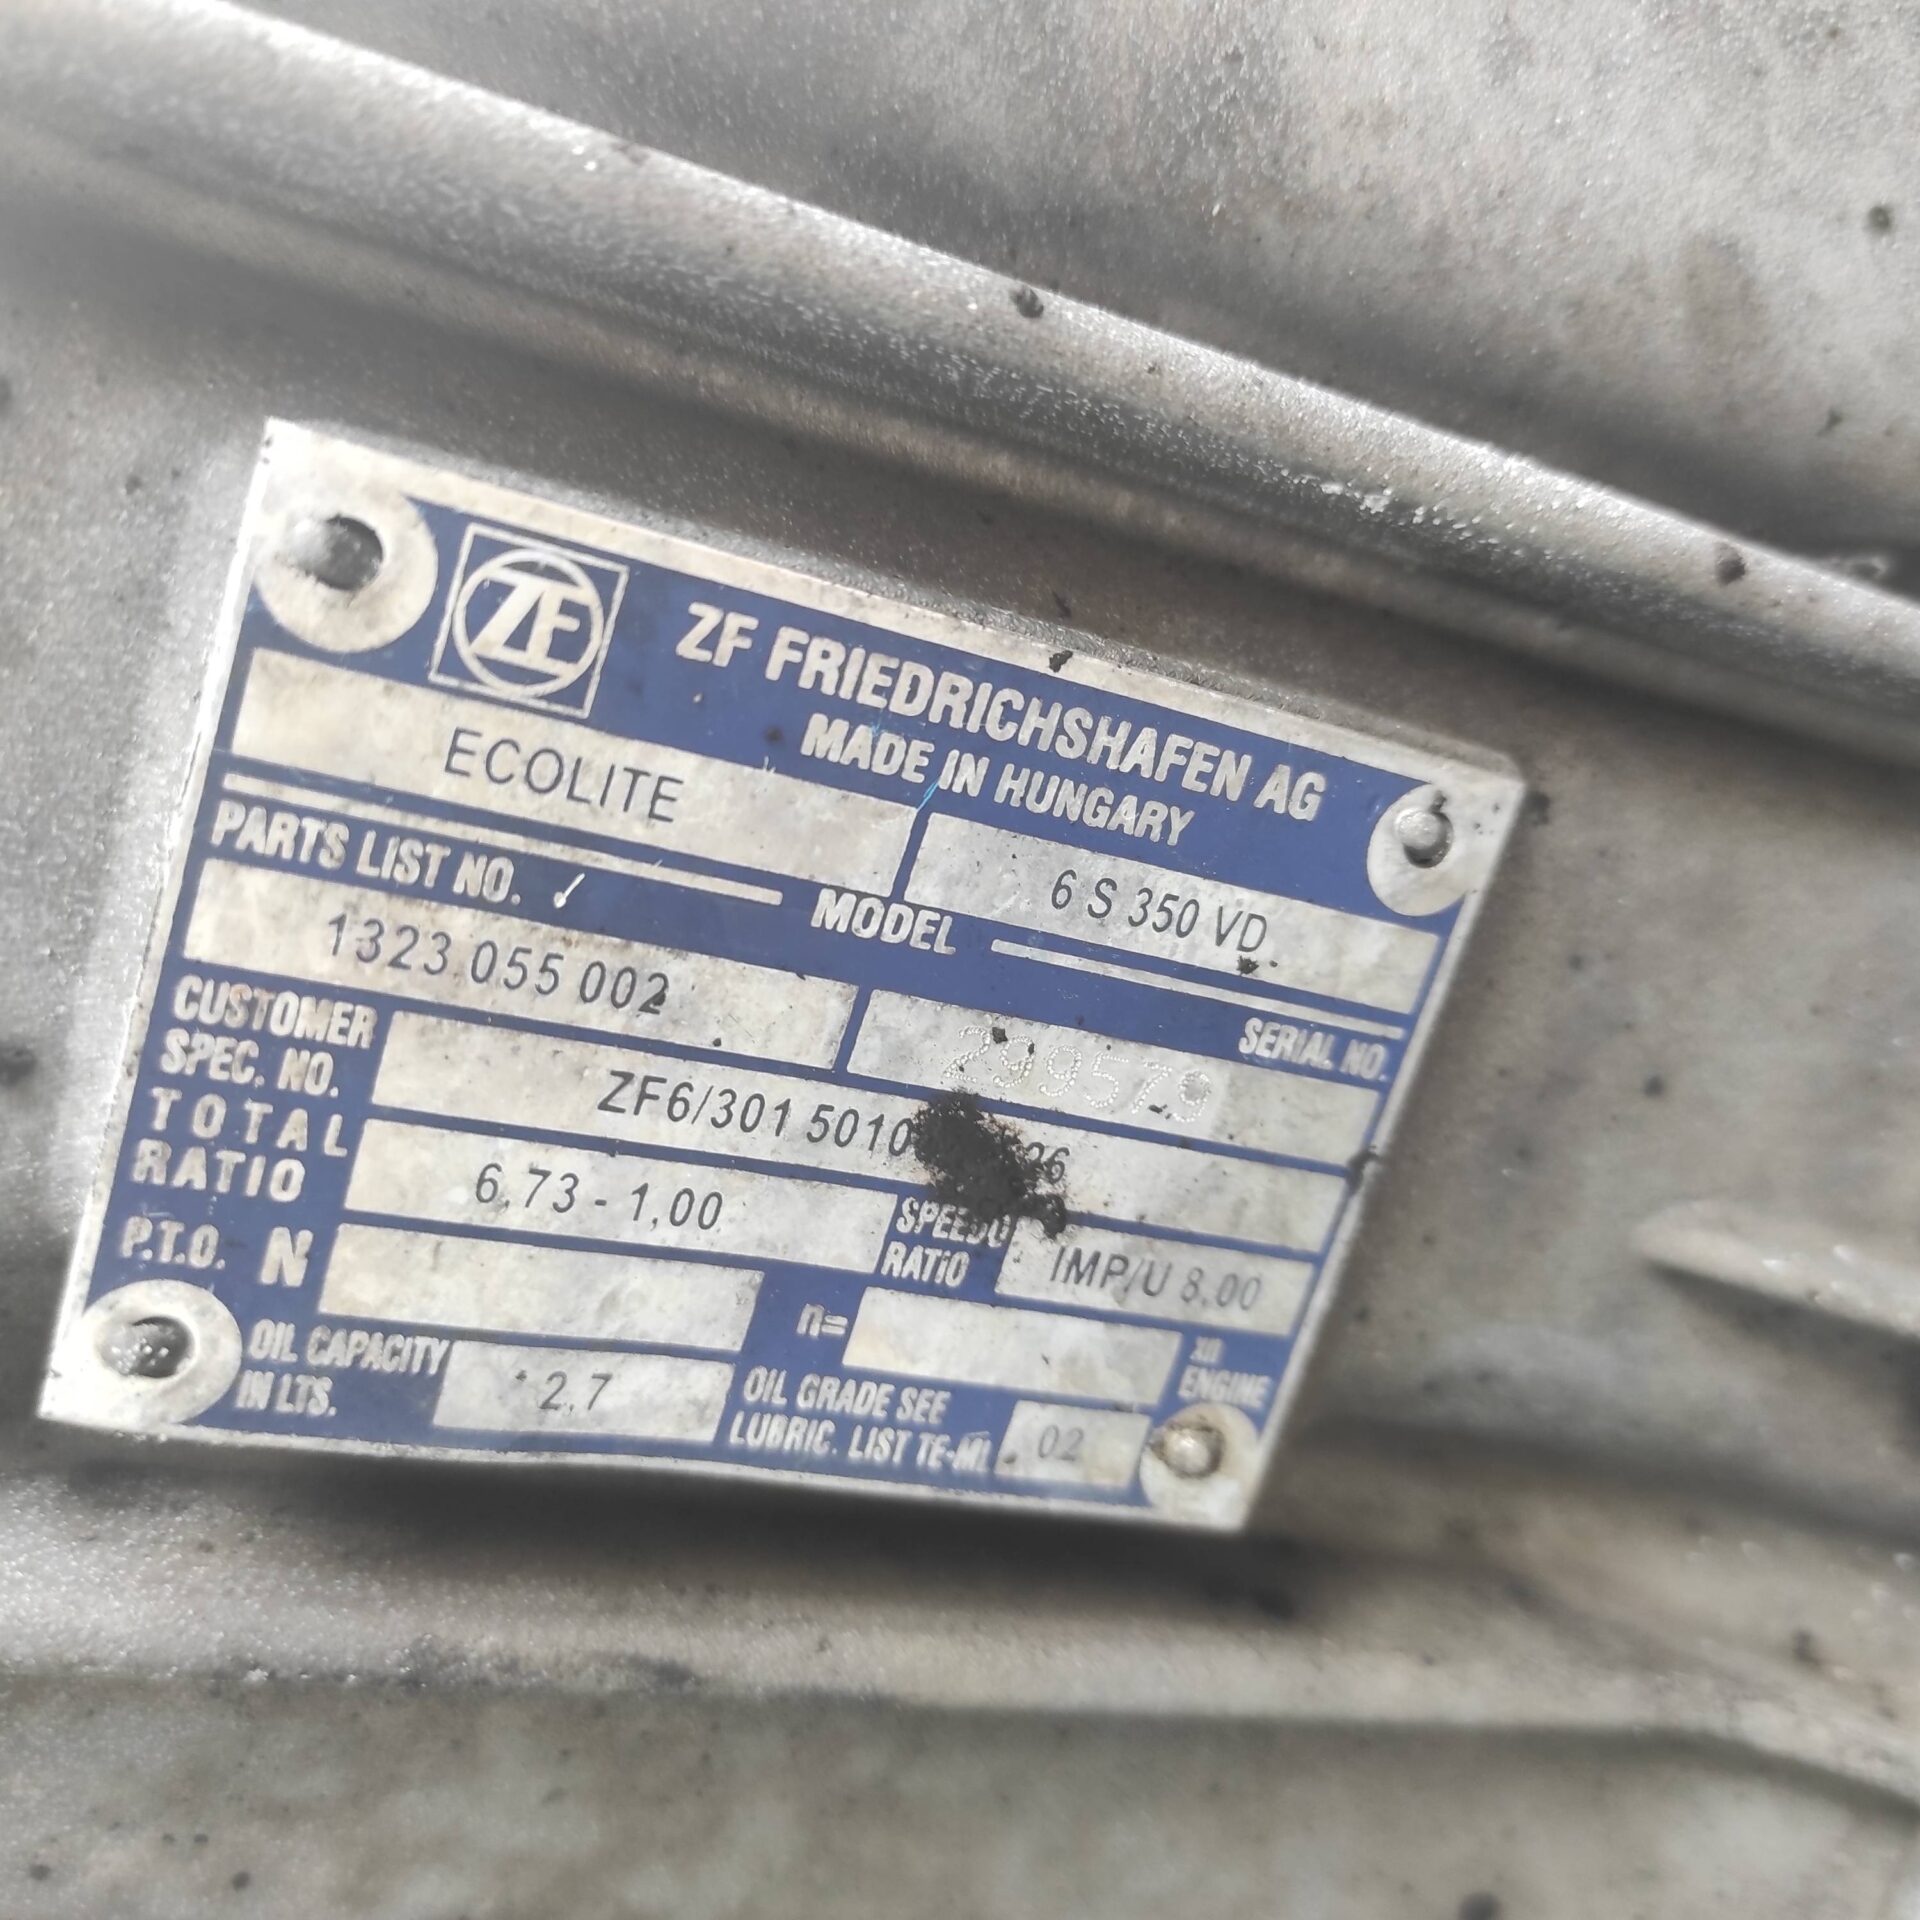 ZF
ZF FRIEDRICHSHAFEN AG
MADE IN HUNGARY
ECOLITE
6 S 350 VD
PARTS LIST NO.
MODEL
SERIAL NO.
1323 055 002
299579
CUSTOMER
SPEC. NO.
ZF6/301
TOTAL
RATIO
6,73 - 1,00
SPEEDO
RATIO
IMP/U 8,00
P.T.O. N
n=
xn
ENGINE
OIL CAPACITY
IN LTS.
2,7
OIL GRADE SEE
LUBRIC. LIST TE-ML
02